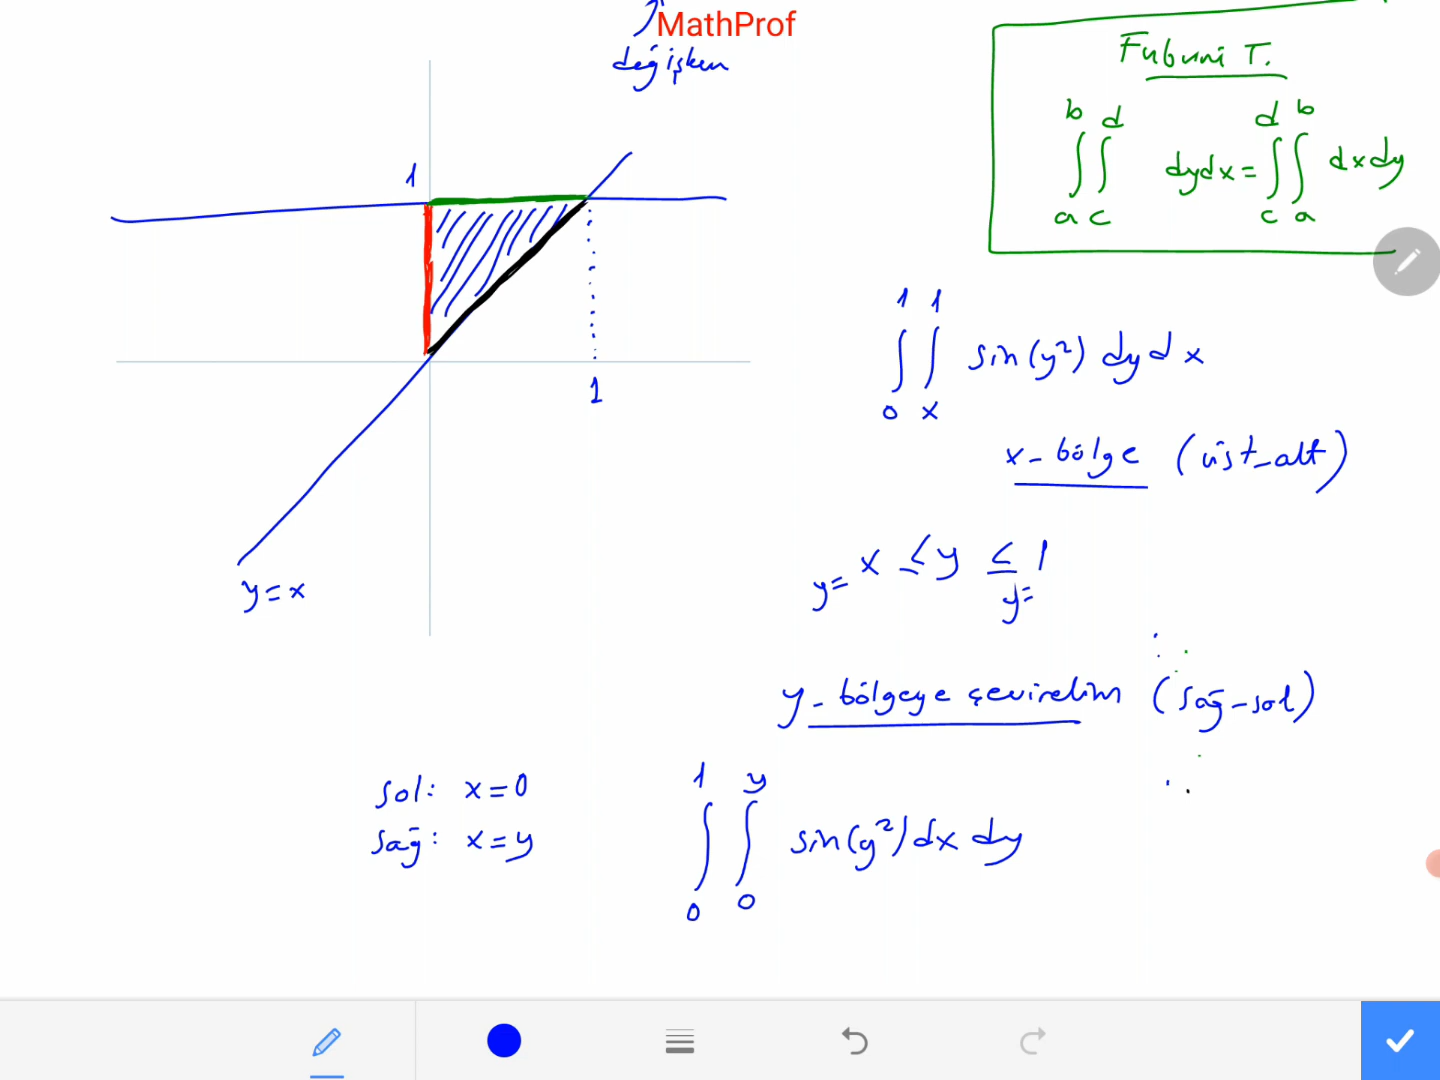 MathProf
değişken
Fubuni T.
b d d b
∫∫ dydx = ∫∫ dxdy
a c c a
1
1
y=x
1 1
∫∫ sin(y²) dy dx
0 x
x-bölge (üst-alt)
y= x ≤ y ≤ 1
y=
y-bölgeye çevirelim (sağ-sol)
sol: x=0
sağ: x=y
1 y
∫∫ sin(y²) dx dy
0 0